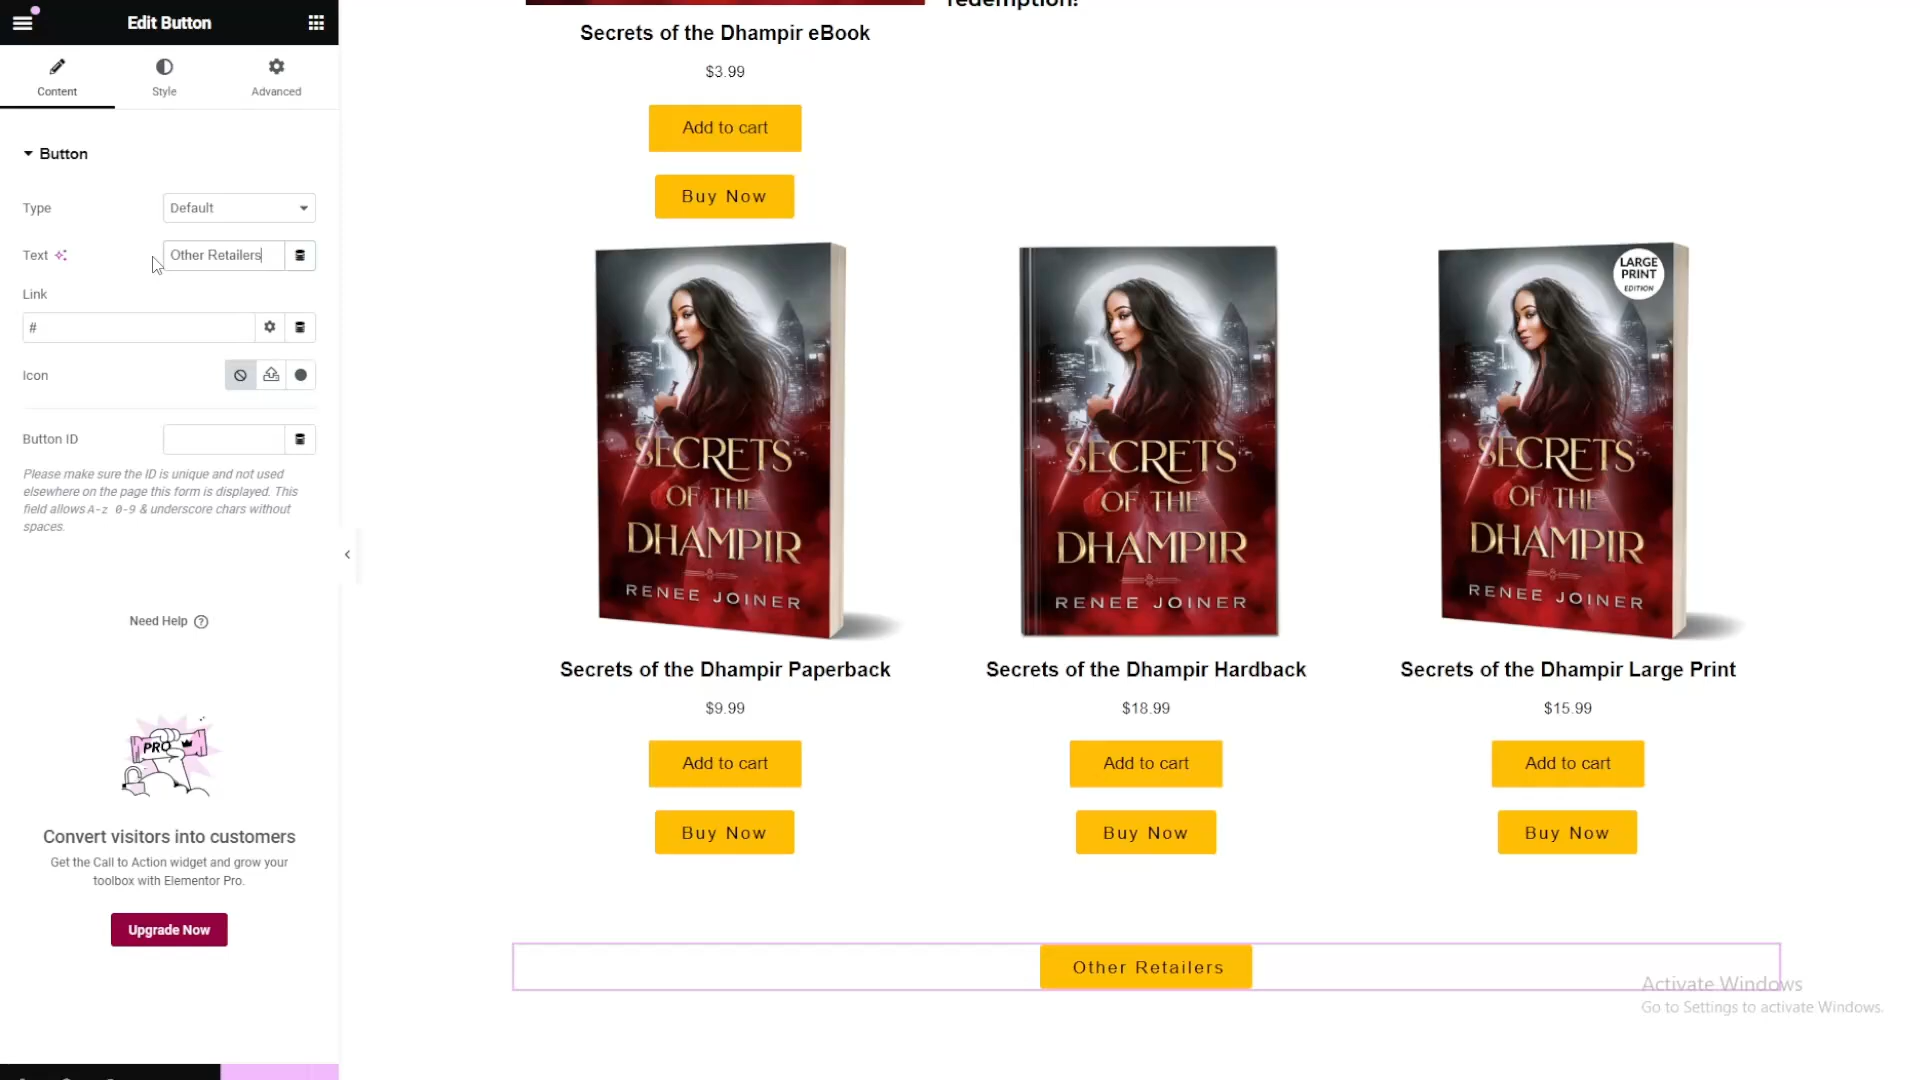 Edit Button
Content
Style
Advanced
Button
Type
Default
Text
Other Retailers
Link
#
Icon
Button ID
Please make sure the ID is unique and not used
elsewhere on the page this form is displayed. This
field allows A-z 0-9 & underscore chars without
spaces.
Need Help ?
PRO
Convert visitors into customers
Get the Call to Action widget and grow your
toolbox with Elementor Pro.
Upgrade Now
redemption!
Secrets of the Dhampir eBook
$3.99
Add to cart
Buy Now
SECRETS
OF THE
DHAMPIR
RENEE JOINER
SECRETS
OF THE
DHAMPIR
RENEE JOINER
LARGE
PRINT
EDITION
SECRETS
OF THE
DHAMPIR
RENEE JOINER
Secrets of the Dhampir Paperback
Secrets of the Dhampir Hardback
Secrets of the Dhampir Large Print
$9.99
$18.99
$15.99
Add to cart
Add to cart
Add to cart
Buy Now
Buy Now
Buy Now
Other Retailers
Activate Windows
Go to Settings to activate Windows.